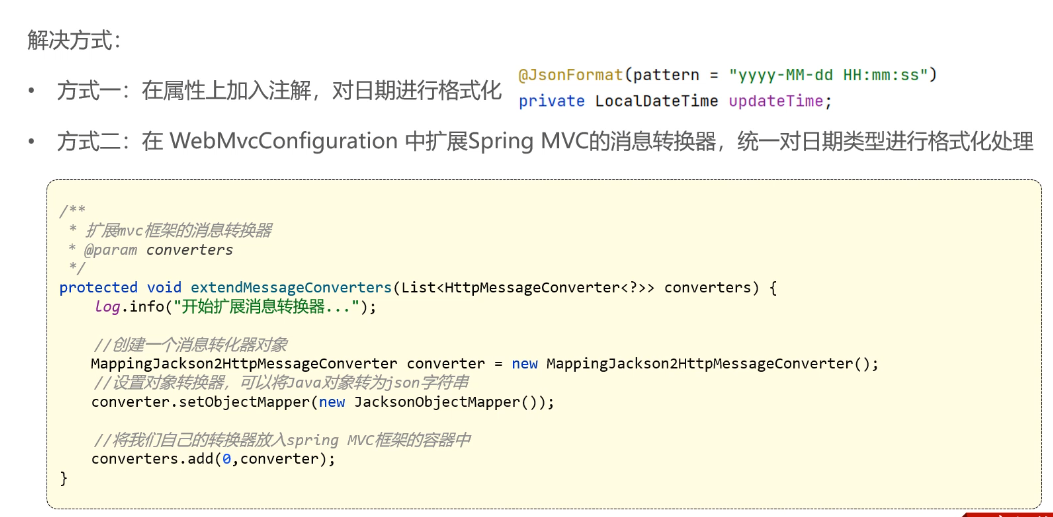 解决方式：
• 方式一：在属性上加入注解，对日期进行格式化
@JsonFormat(pattern = "yyyy-MM-dd HH:mm:ss")
private LocalDateTime updateTime;
• 方式二：在 WebMvcConfiguration 中扩展Spring MVC的消息转换器，统一对日期类型进行格式化处理
/**
 * 扩展mvc框架的消息转换器
 * @param converters
 */
protected void extendMessageConverters(List<HttpMessageConverter<?>> converters) {
    log.info("开始扩展消息转换器...");
    //创建一个消息转化器对象
    MappingJackson2HttpMessageConverter converter = new MappingJackson2HttpMessageConverter();
    //设置对象转换器，可以将Java对象转为json字符串
    converter.setObjectMapper(new JacksonObjectMapper());
    //将我们自己的转换器放入spring MVC框架的容器中
    converters.add(0,converter);
}